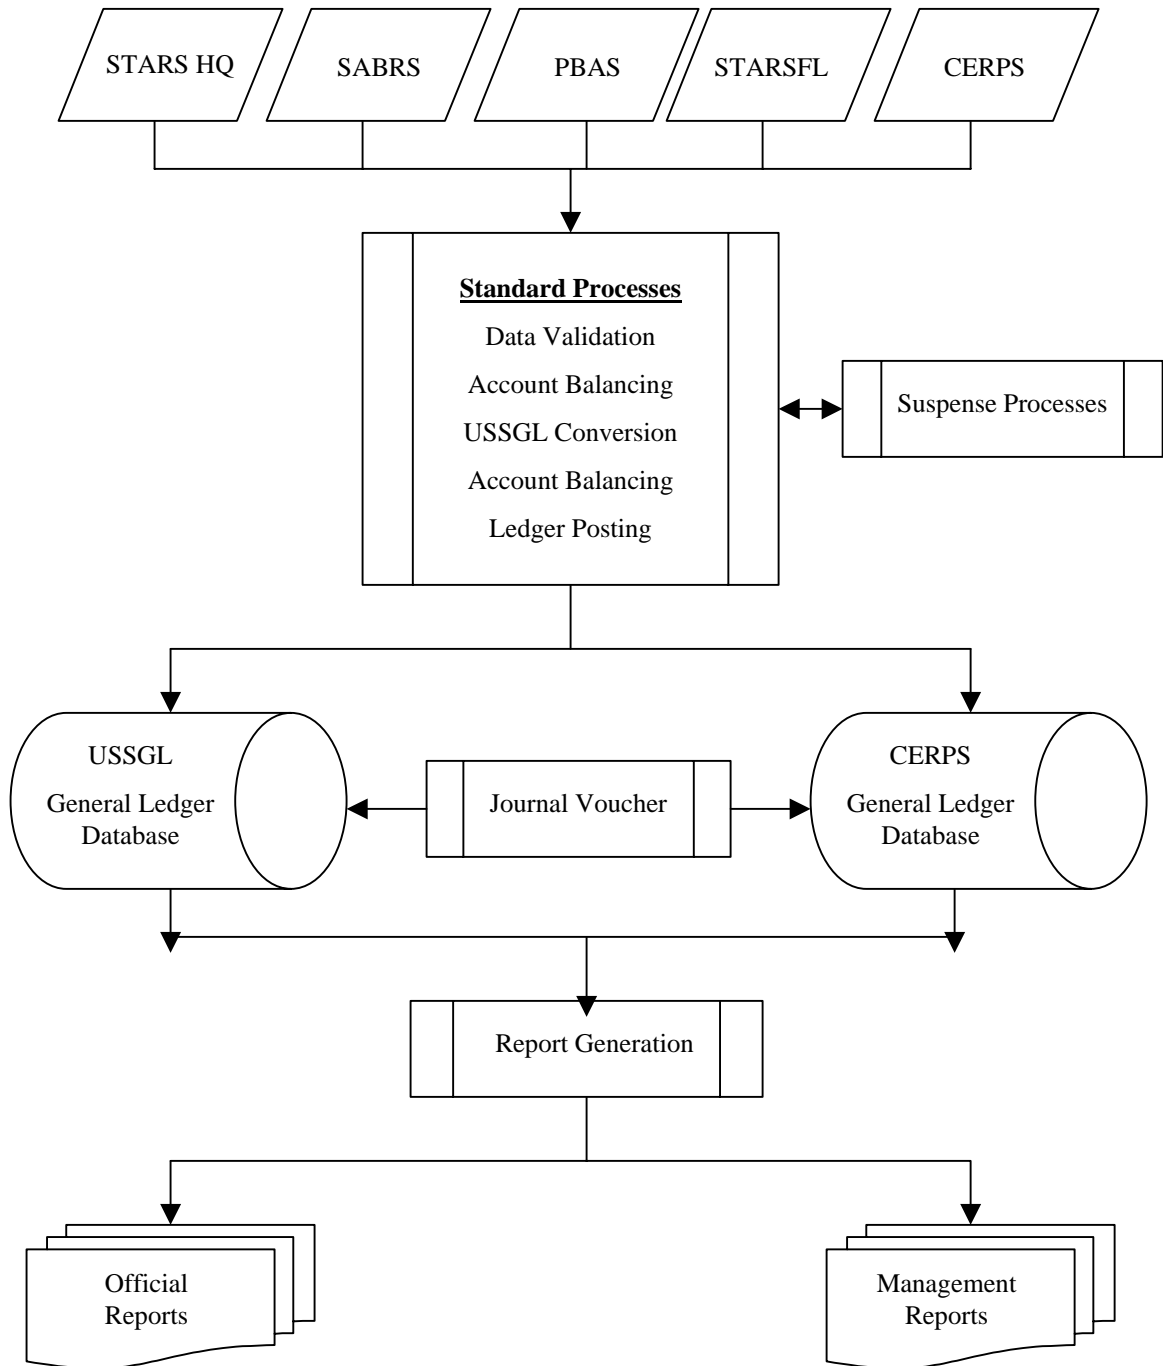 STARS HQ
SABRS
PBAS
STARSFL
CERPS
Standard Processes
Data Validation
Account Balancing
USSGL Conversion
Account Balancing
Ledger Posting
Suspense Processes
USSGL
General Ledger
Database
Journal Voucher
CERPS
General Ledger
Database
Report Generation
Official
Reports
Management
Reports